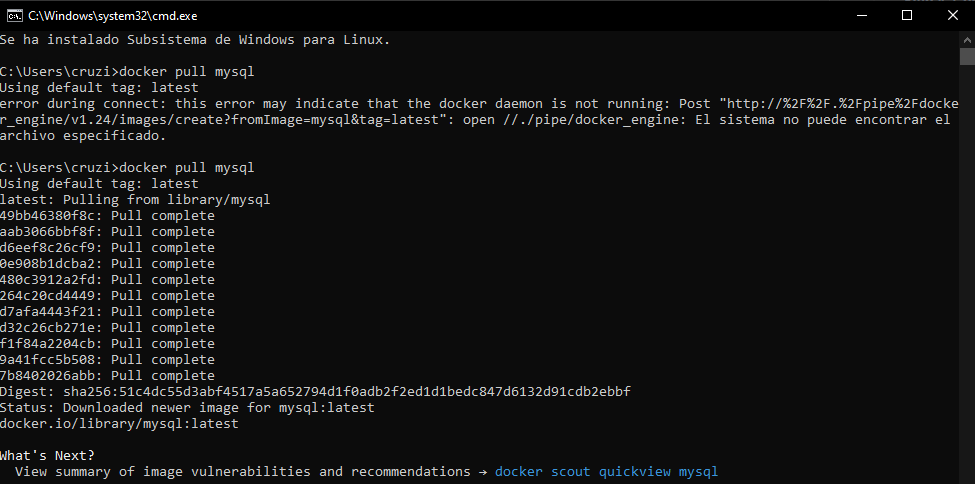 C:\Windows\system32\cmd.exe
Se ha instalado Subsistema de Windows para Linux.
C:\Users\cruzi>docker pull mysql
Using default tag: latest
error during connect: this error may indicate that the docker daemon is not running: Post "http://%2F%2F.%2Fpipe%2Fdocke
r_engine/v1.24/images/create?fromImage=mysql&tag=latest": open //./pipe/docker_engine: El sistema no puede encontrar el
archivo especificado.
C:\Users\cruzi>docker pull mysql
Using default tag: latest
latest: Pulling from library/mysql
49bb46380f8c: Pull complete
aab3066bbf8f: Pull complete
d6eef8c26cf9: Pull complete
0e908b1dcba2: Pull complete
480c3912a2fd: Pull complete
264c20cd4449: Pull complete
d7afa4443f21: Pull complete
d32c26cb271e: Pull complete
f1f84a2204cb: Pull complete
9a41fcc5b508: Pull complete
7b8402026abb: Pull complete
Digest: sha256:51c4dc55d3abf4517a5a652794d1f0adb2f2ed1d1bedc847d6132d91cdb2ebbf
Status: Downloaded newer image for mysql:latest
docker.io/library/mysql:latest
What's Next?
View summary of image vulnerabilities and recommendations → docker scout quickview mysql